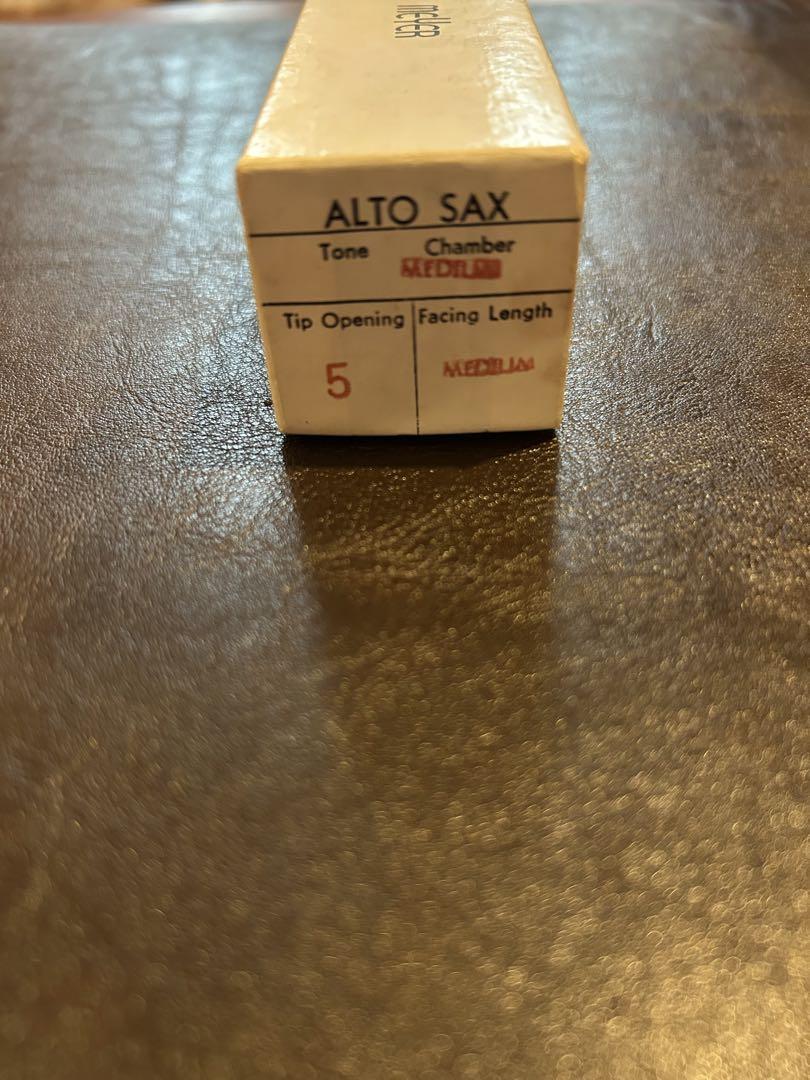 meyer
ALTO SAX
Tone Chamber
MEDIUM
Tip Opening Facing Length
5 MEDIUM